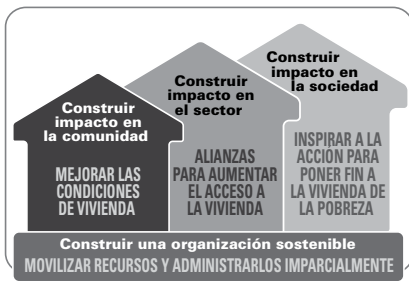 Construir
impacto en
la comunidad
MEJORAR LAS
CONDICIONES
DE VIVIENDA
Construir
impacto en
el sector
ALIANZAS
PARA AUMENTAR
EL ACCESO A
LA VIVIENDA
Construir
impacto en
la sociedad
INSPIRAR A LA
ACCIÓN PARA
PONER FIN A
LA VIVIENDA DE
LA POBREZA
Construir una organización sostenible
MOVILIZAR RECURSOS Y ADMINISTRARLOS IMPARCIALMENTE